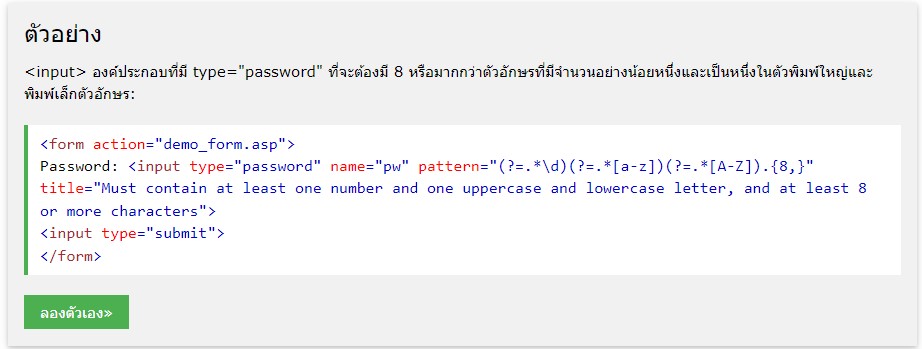 ตัวอย่าง
<input> องค์ประกอบที่มี type="password" ที่จะต้องมี 8 หรือมากกว่าตัวอักษรที่มีจำนวนอย่างน้อยหนึ่งและเป็นหนึ่งในตัวพิมพ์ใหญ่และ
พิมพ์เล็กตัวอักษร:
<form action="demo_form.asp">
Password: <input type="password" name="pw" pattern="(?=.*\d)(?=.*[a-z])(?=.*[A-Z]).{8,}"
title="Must contain at least one number and one uppercase and lowercase letter, and at least 8
or more characters">
<input type="submit">
</form>
ลองตัวเอง»